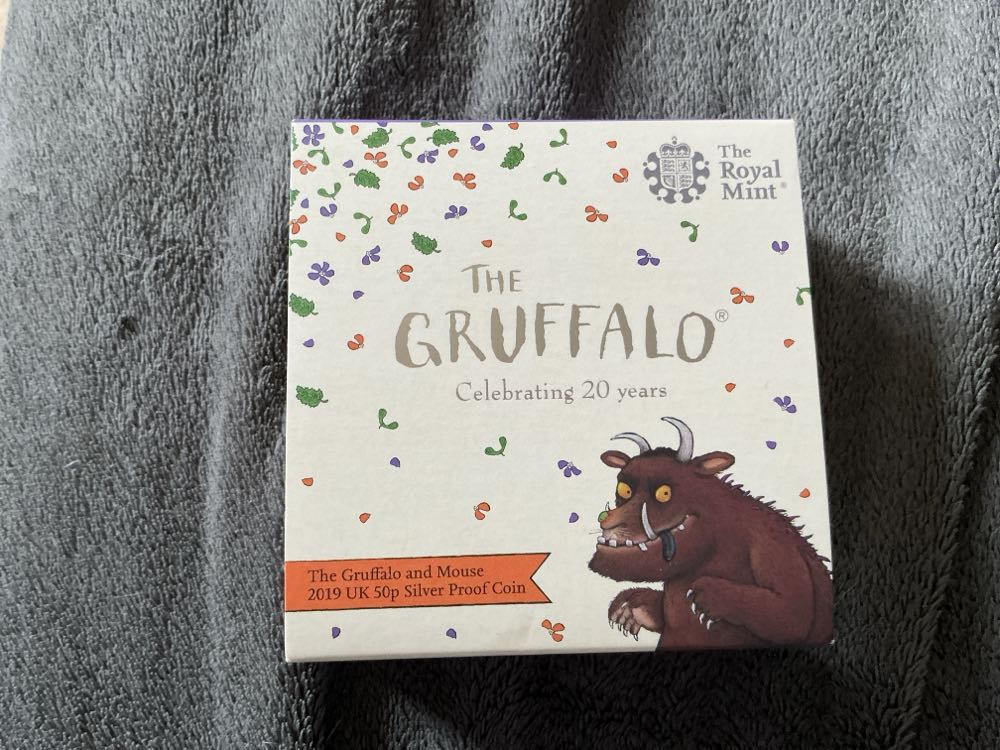 The
Royal
Mint®
THE
GRUFFALO®
Celebrating 20 years
The Gruffalo and Mouse
2019 UK 50p Silver Proof Coin